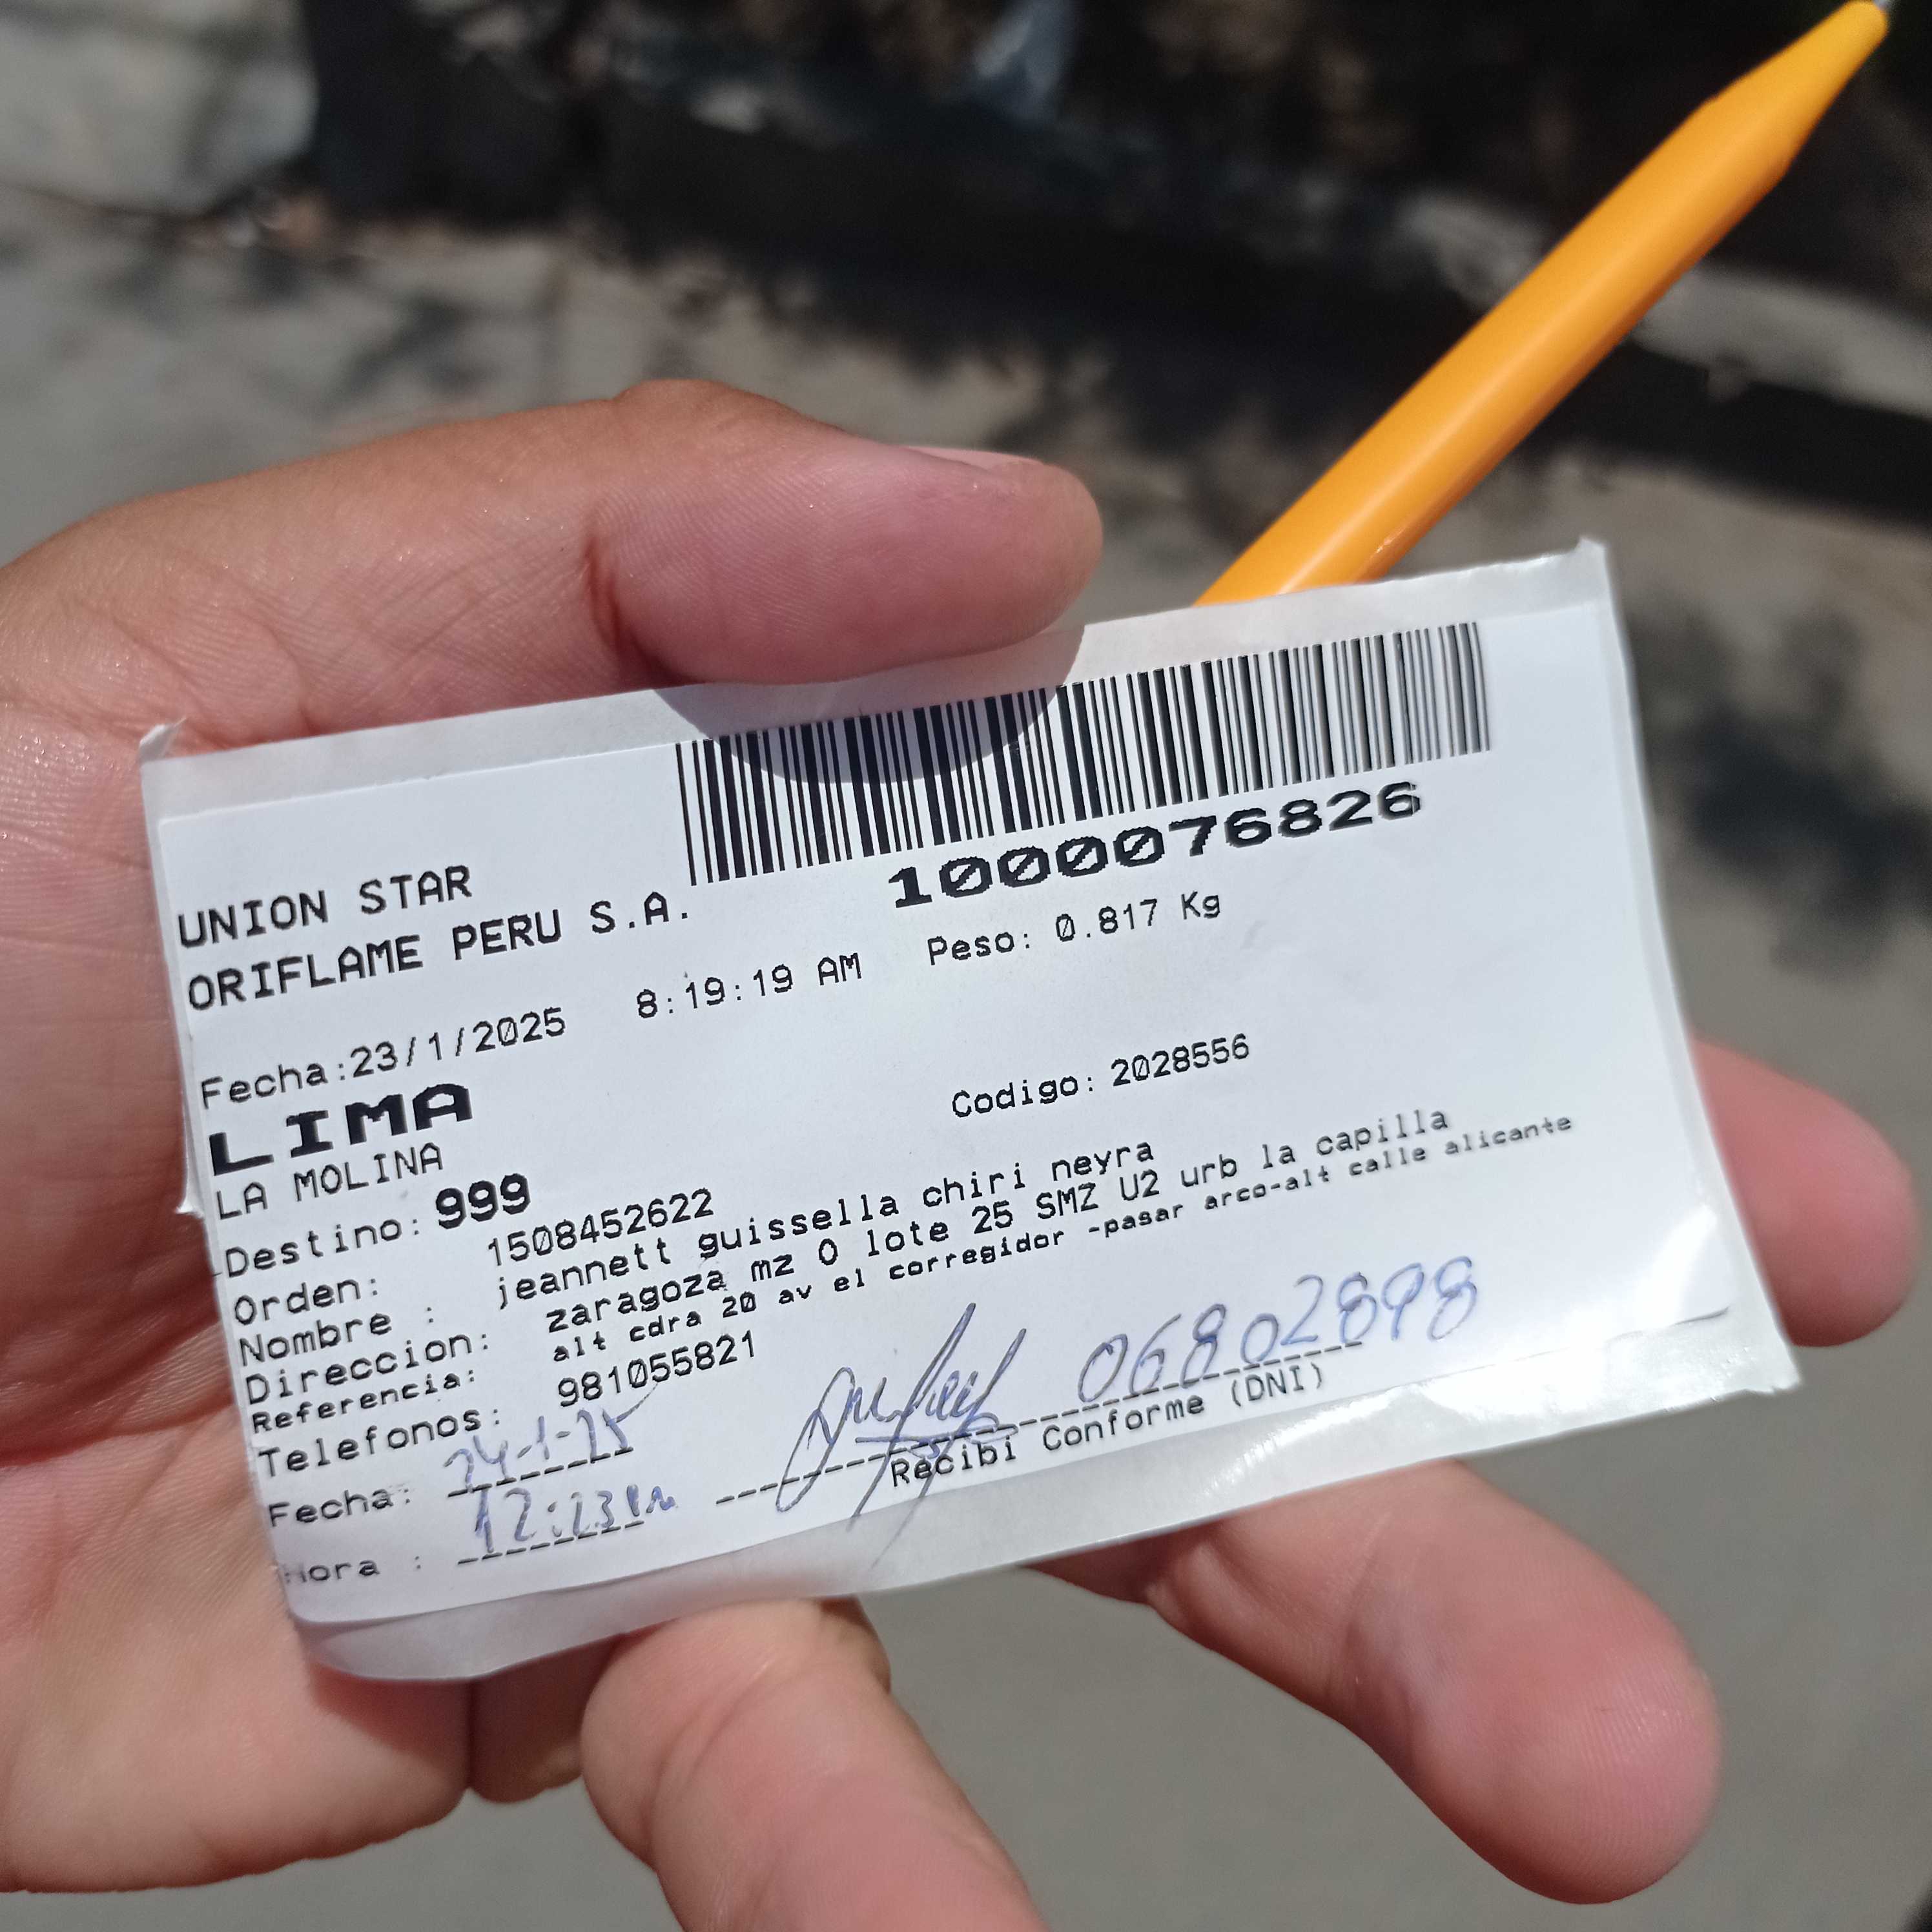 1000076826
UNION STAR
ORIFLAME PERU S.A.
Fecha:23/1/2025 8:19:19 AM Peso: 0.817 Kg
LIMA
LA MOLINA Codigo: 2028556
Destino: 999
Orden: 1508452622
Nombre : jeannett guissella chiri neyra
Direccion: zaragoza mz O lote 25 SMZ U2 urb la capilla
Referencia: alt cdra 20 av el corregidor -pasar arco-alt calle alicante
Telefonos: 981055821
Fecha: 24-1-25 06802898
Hora : 12:23 Recibi Conforme (DNI)